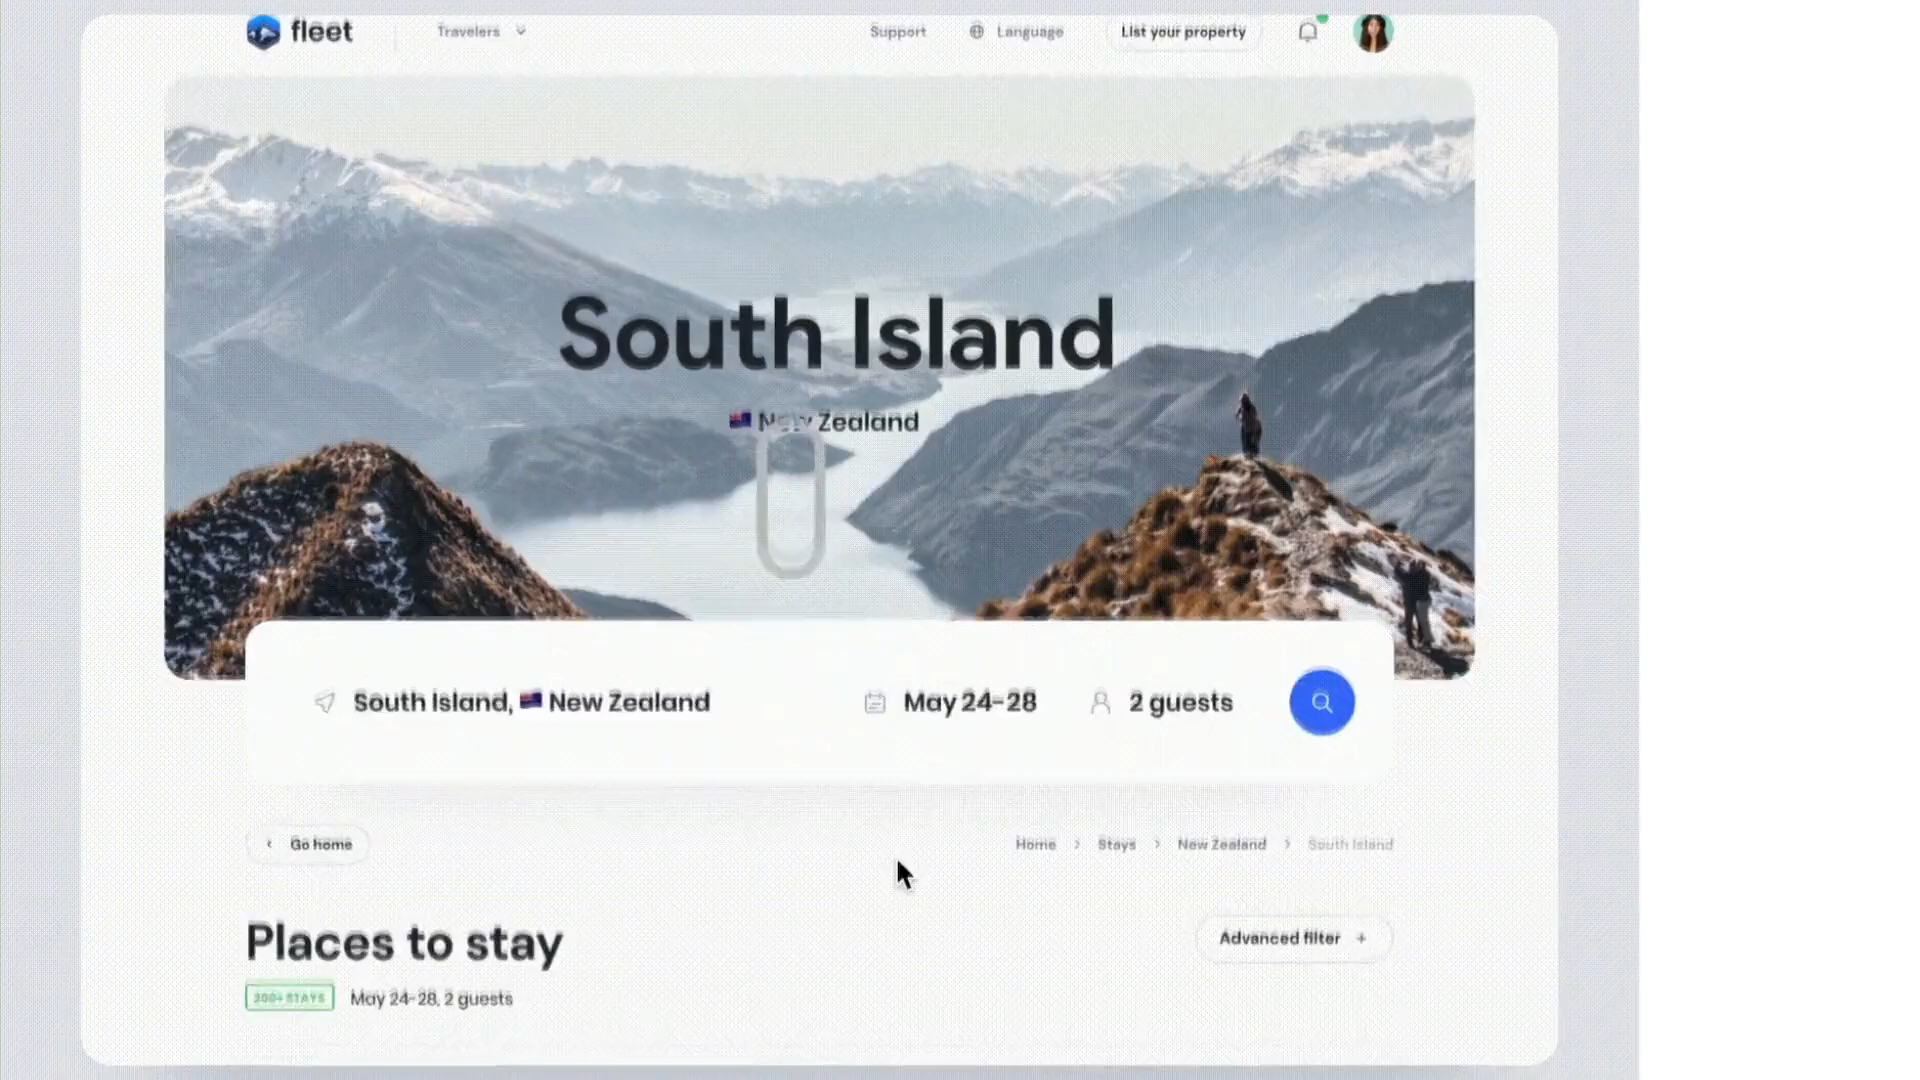 fleet
Travelers
Support
Language
List your property
South Island
New Zealand
South Island, New Zealand
May 24-28
2 guests
Go home
Home > Stays > New Zealand > South Island
Places to stay
Advanced filter +
300+ STAYS
May 24-28, 2 guests